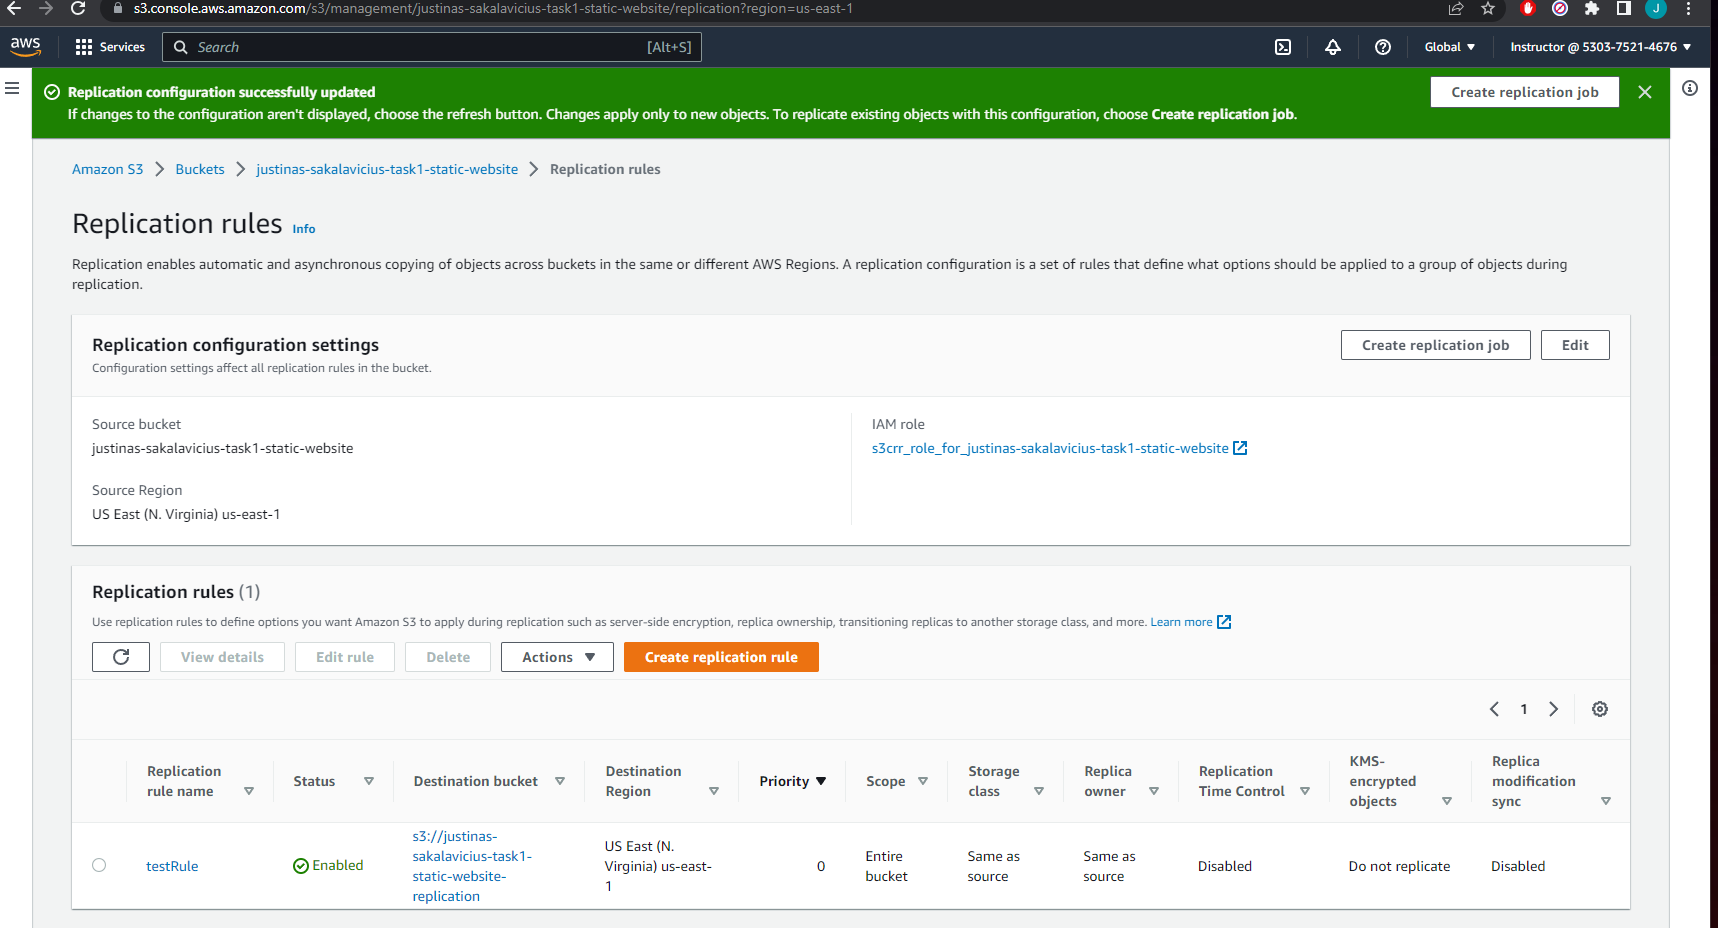 s3.console.aws.amazon.com/s3/management/justinas-sakalavicius-task1-static-website/replication?region=us-east-1
J
aws
Services
Search
[Alt+S]
Global
Instructor @ 5303-7521-4676
Replication configuration successfully updated
If changes to the configuration aren't displayed, choose the refresh button. Changes apply only to new objects. To replicate existing objects with this configuration, choose Create replication job.
Create replication job
Amazon S3 > Buckets > justinas-sakalavicius-task1-static-website > Replication rules
Replication rules Info
Replication enables automatic and asynchronous copying of objects across buckets in the same or different AWS Regions. A replication configuration is a set of rules that define what options should be applied to a group of objects during
replication.
Replication configuration settings
Configuration settings affect all replication rules in the bucket.
Create replication job
Edit
Source bucket
justinas-sakalavicius-task1-static-website
Source Region
US East (N. Virginia) us-east-1
IAM role
s3crr_role_for_justinas-sakalavicius-task1-static-website
Replication rules (1)
Use replication rules to define options you want Amazon S3 to apply during replication such as server-side encryption, replica ownership, transitioning replicas to another storage class, and more. Learn more
View details
Edit rule
Delete
Actions
Create replication rule
1
Replication
rule name
Status
Destination bucket
Destination
Region
Priority
Scope
Storage
class
Replica
owner
Replication
Time Control
KMS-
encrypted
objects
Replica
modification
sync
testRule
Enabled
s3://justinas-
sakalavicius-task1-
static-website-
replication
US East (N.
Virginia) us-east-
1
0
Entire
bucket
Same as
source
Same as
source
Disabled
Do not replicate
Disabled